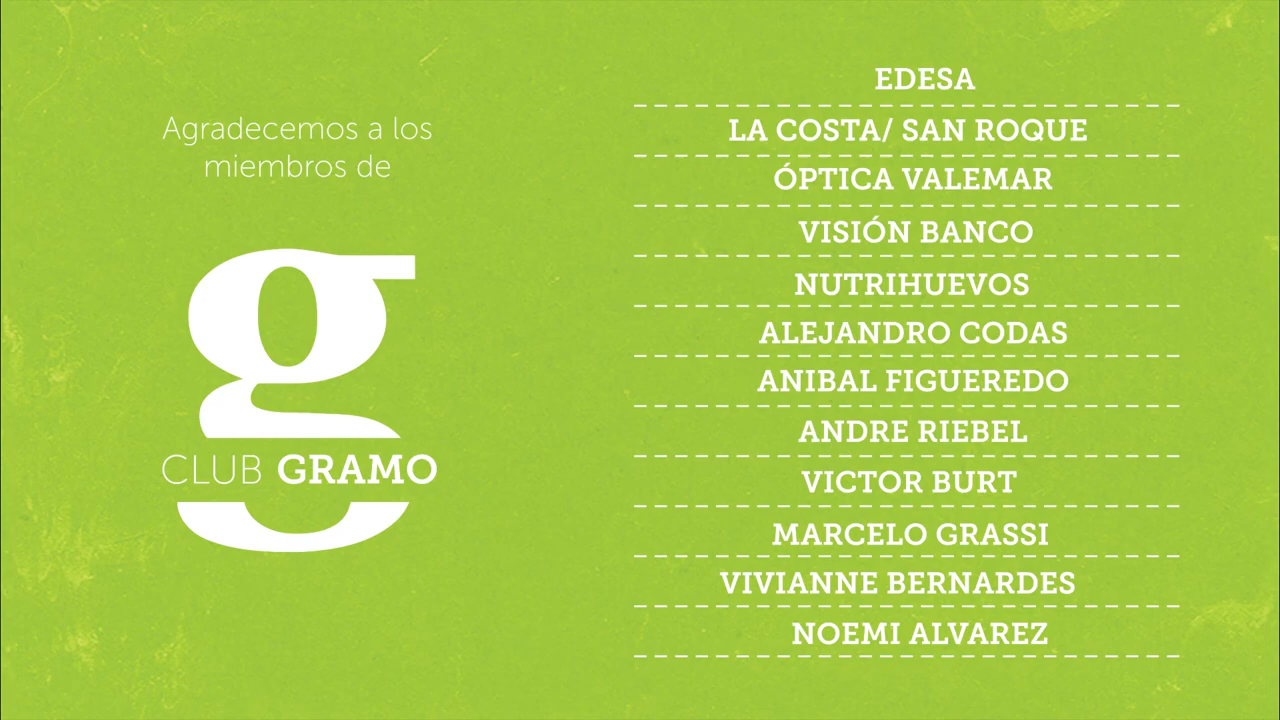 Agradecemos a los
miembros de
g
CLUB GRAMO
EDESA
LA COSTA/ SAN ROQUE
ÓPTICA VALEMAR
VISIÓN BANCO
NUTRIHUEVOS
ALEJANDRO CODAS
ANIBAL FIGUEREDO
ANDRE RIEBEL
VICTOR BURT
MARCELO GRASSI
VIVIANNE BERNARDES
NOEMI ALVAREZ